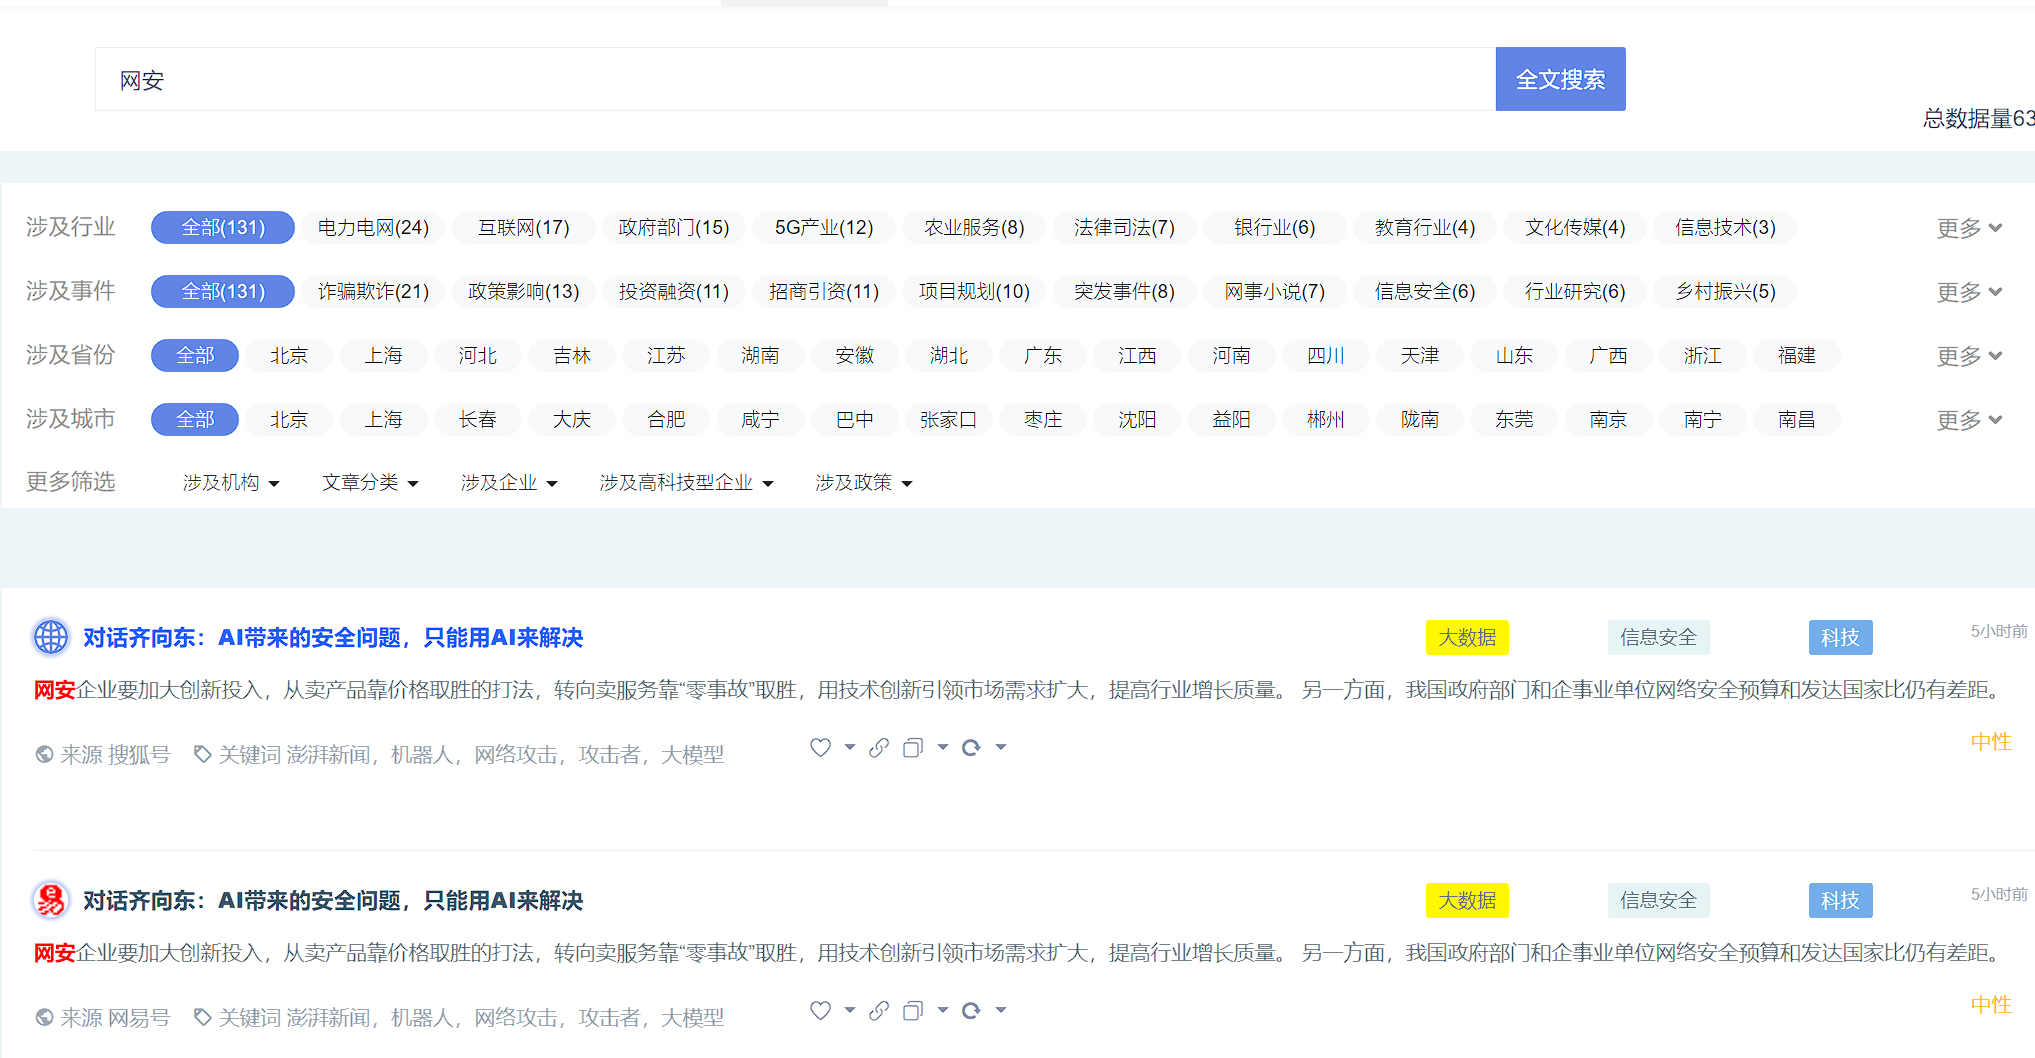 网安
全文搜索
总数据量63
涉及行业 全部(131) 电力电网(24) 互联网(17) 政府部门(15) 5G产业(12) 农业服务(8) 法律司法(7) 银行业(6) 教育行业(4) 文化传媒(4) 信息技术(3) 更多
涉及事件 全部(131) 诈骗欺诈(21) 政策影响(13) 投资融资(11) 招商引资(11) 项目规划(10) 突发事件(8) 网事小说(7) 信息安全(6) 行业研究(6) 乡村振兴(5) 更多
涉及省份 全部 北京 上海 河北 吉林 江苏 湖南 安徽 湖北 广东 江西 河南 四川 天津 山东 广西 浙江 福建 更多
涉及城市 全部 北京 上海 长春 大庆 合肥 咸宁 巴中 张家口 枣庄 沈阳 益阳 郴州 陇南 东莞 南京 南宁 南昌 更多
更多筛选 涉及机构 文章分类 涉及企业 涉及高科技型企业 涉及政策
对话齐向东：AI带来的安全问题，只能用AI来解决 大数据 信息安全 科技 5小时前
网安企业要加大创新投入，从卖产品靠价格取胜的打法，转向卖服务靠“零事故”取胜，用技术创新引领市场需求扩大，提高行业增长质量。 另一方面，我国政府部门和企事业单位网络安全预算和发达国家比仍有差距。
来源 搜狐号 关键词 澎湃新闻，机器人，网络攻击，攻击者，大模型 中性
对话齐向东：AI带来的安全问题，只能用AI来解决 大数据 信息安全 科技 5小时前
网安企业要加大创新投入，从卖产品靠价格取胜的打法，转向卖服务靠“零事故”取胜，用技术创新引领市场需求扩大，提高行业增长质量。 另一方面，我国政府部门和企事业单位网络安全预算和发达国家比仍有差距。
来源 网易号 关键词 澎湃新闻，机器人，网络攻击，攻击者，大模型 中性